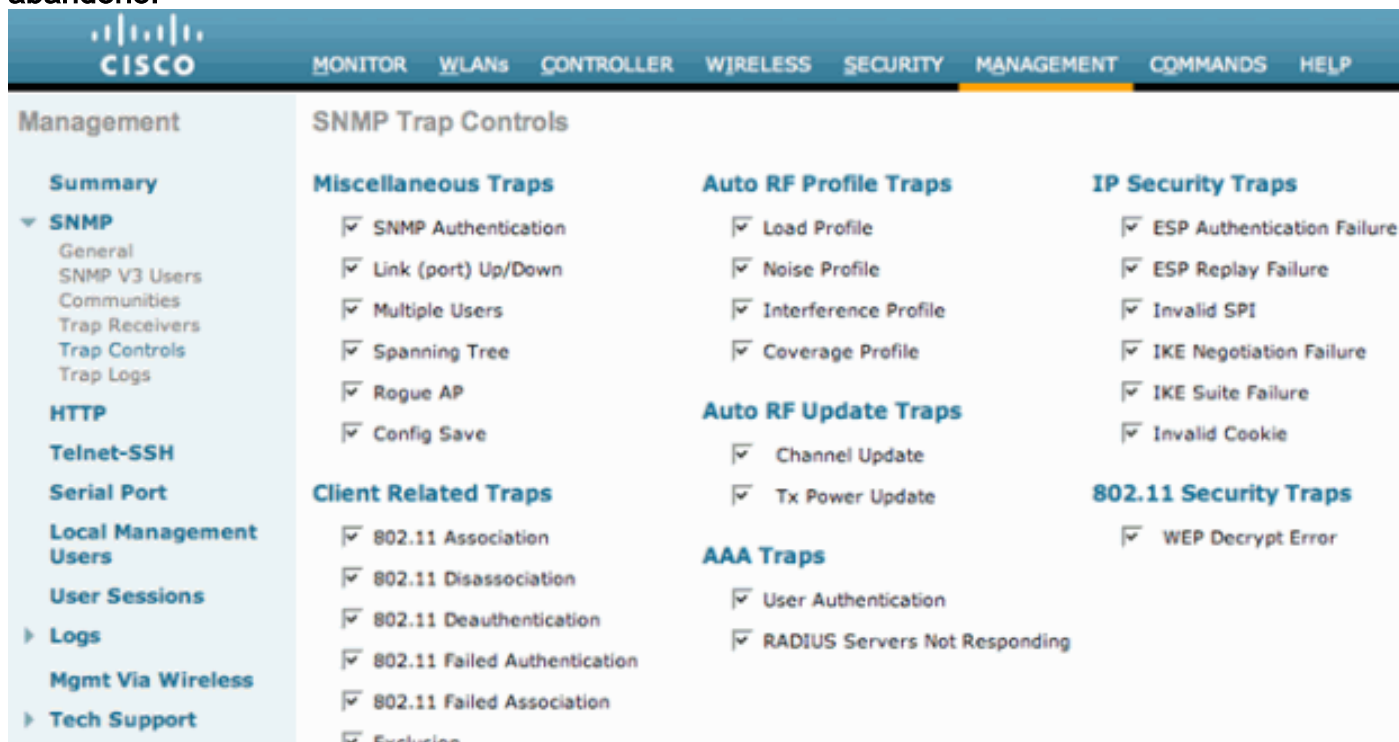 abandono.
CISCO
MONITOR WLANs CONTROLLER WIRELESS SECURITY MANAGEMENT COMMANDS HELP
Management
Summary
SNMP
General
SNMP V3 Users
Communities
Trap Receivers
Trap Controls
Trap Logs
HTTP
Telnet-SSH
Serial Port
Local Management
Users
User Sessions
Logs
Mgmt Via Wireless
Tech Support
SNMP Trap Controls
Miscellaneous Traps
SNMP Authentication
Link (port) Up/Down
Multiple Users
Spanning Tree
Rogue AP
Config Save
Client Related Traps
802.11 Association
802.11 Disassociation
802.11 Deauthentication
802.11 Failed Authentication
802.11 Failed Association
Exclusion
Auto RF Profile Traps
Load Profile
Noise Profile
Interference Profile
Coverage Profile
Auto RF Update Traps
Channel Update
Tx Power Update
AAA Traps
User Authentication
RADIUS Servers Not Responding
IP Security Traps
ESP Authentication Failure
ESP Replay Failure
Invalid SPI
IKE Negotiation Failure
IKE Suite Failure
Invalid Cookie
802.11 Security Traps
WEP Decrypt Error